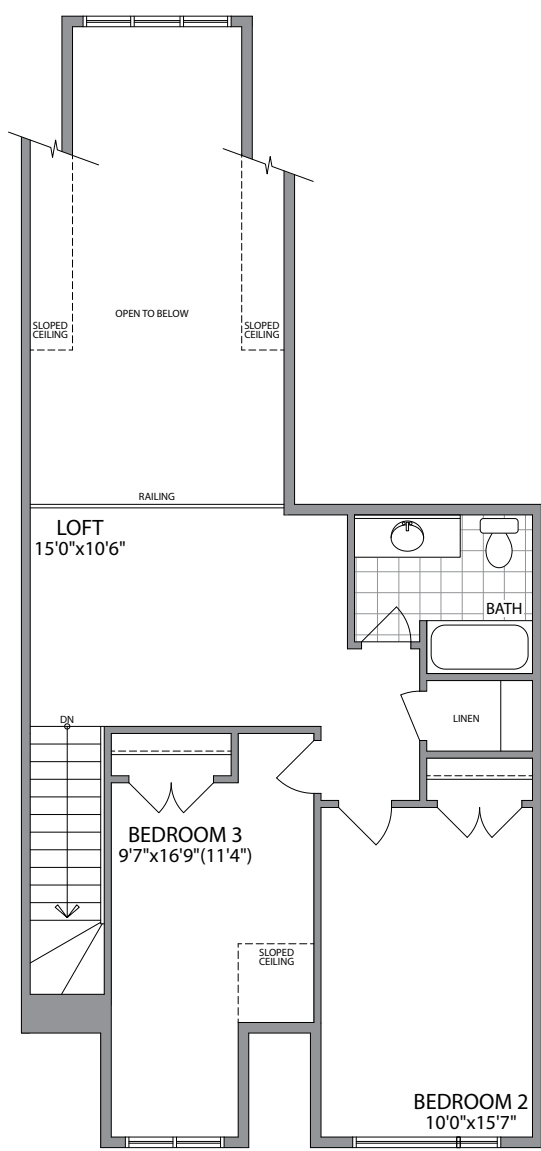 OPEN TO BELOW
SLOPED
CEILING
SLOPED
CEILING
RAILING
LOFT
15'0"x10'6"
BATH
DN
LINEN
BEDROOM 3
9'7"x16'9"(11'4")
SLOPED
CEILING
BEDROOM 2
10'0"x15'7"